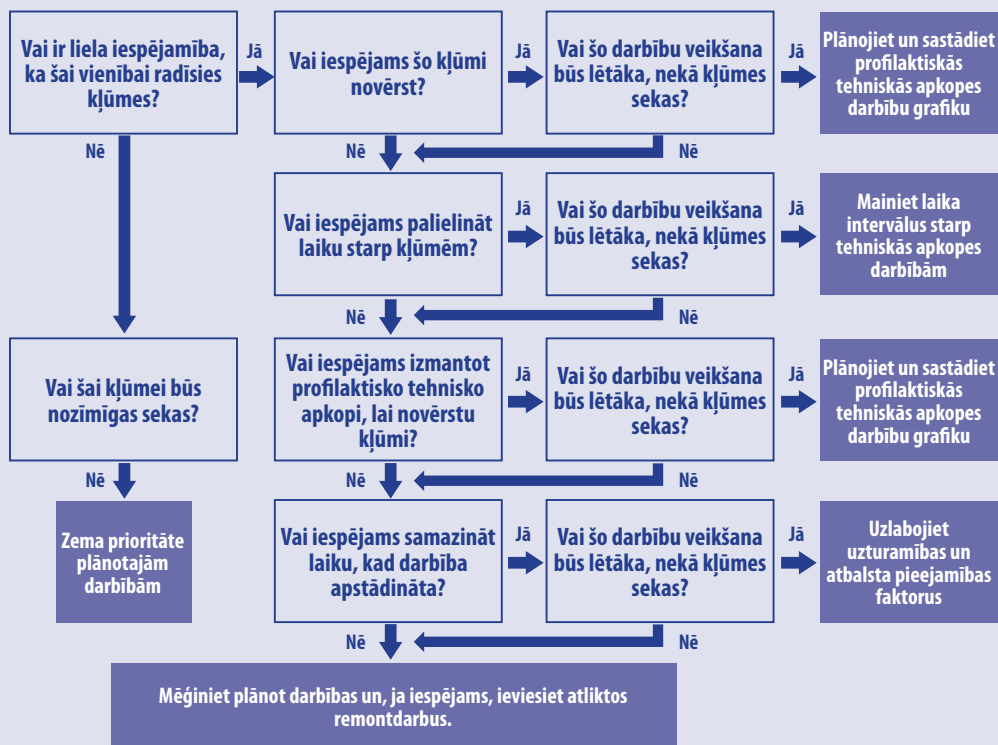 Vai ir liela iespējamība,
ka šai vienībai radīsies
kļūmes?
Jā
Vai iespējams šo kļūmi
novērst?
Jā
Vai šo darbību veikšana
būs lētāka, nekā kļūmes
sekas?
Jā
Plānojiet un sastādiet
profilaktiskās
tehniskās apkopes
darbību grafiku
Nē
Nē
Nē
Vai iespējams palielināt
laiku starp kļūmēm?
Jā
Vai šo darbību veikšana
būs lētāka, nekā kļūmes
sekas?
Jā
Mainiet laika
intervālus starp
tehniskās apkopes
darbībām
Nē
Nē
Vai šai kļūmei būs
nozīmīgas sekas?
Vai iespējams izmantot
profilaktisko tehnisko
apkopi, lai novērstu
kļūmi?
Jā
Vai šo darbību veikšana
būs lētāka, nekā kļūmes
sekas?
Jā
Plānojiet un sastādiet
profilaktiskās
tehniskās apkopes
darbību grafiku
Nē
Nē
Nē
Zema prioritāte
plānotajām
darbībām
Vai iespējams samazināt
laiku, kad darbība
apstādināta?
Jā
Vai šo darbību veikšana
būs lētāka, nekā kļūmes
sekas?
Jā
Uzlabojiet
uzturamības un
atbalsta pieejamības
faktorus
Nē
Nē
Mēģiniet plānot darbības un, ja iespējams, ieviesiet atliktos
remontdarbus.